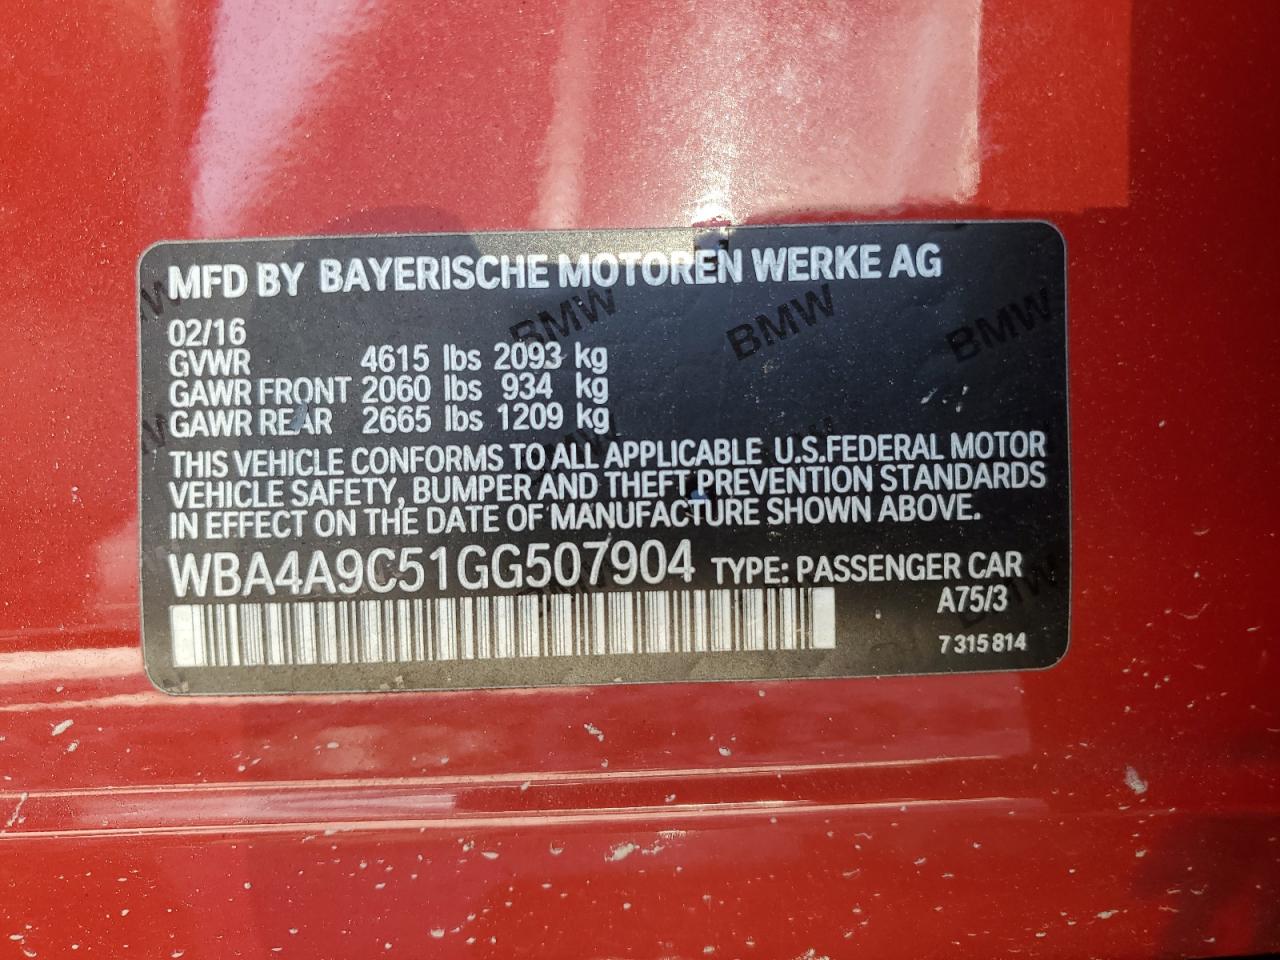 MFD BY BAYERISCHE MOTOREN WERKE AG
02/16
GVWR 4615 lbs 2093 kg
GAWR FRONT 2060 lbs 934 kg
GAWR REAR 2665 lbs 1209 kg
THIS VEHICLE CONFORMS TO ALL APPLICABLE U.S.FEDERAL MOTOR
VEHICLE SAFETY, BUMPER AND THEFT PREVENTION STANDARDS
IN EFFECT ON THE DATE OF MANUFACTURE SHOWN ABOVE.
WBA4A9C51GG507904 TYPE: PASSENGER CAR
A75/3
7 315 814
BMW BMW BMW